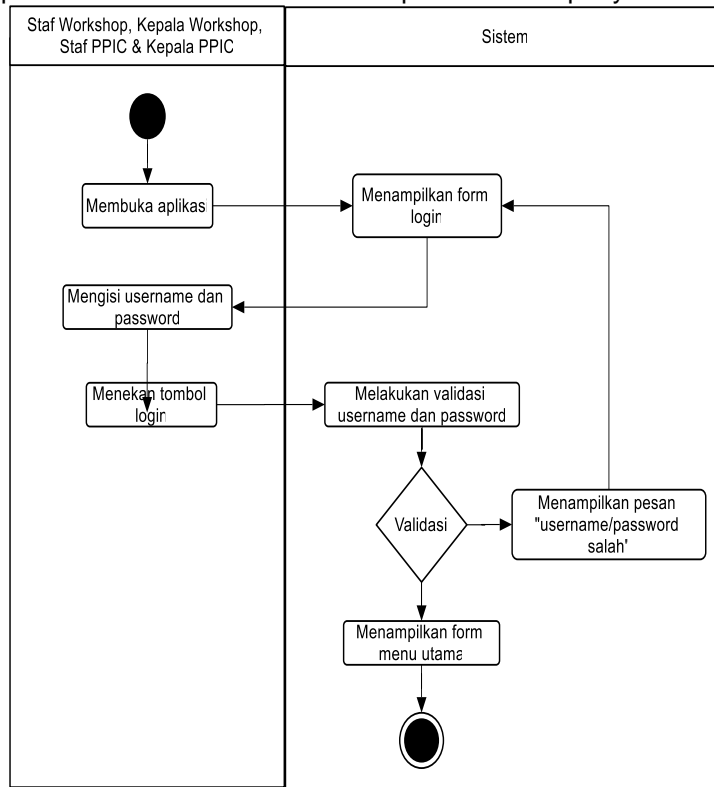 Staf Workshop, Kepala Workshop,
Staf PPIC & Kepala PPIC
Sistem
Membuka aplikasi
Menampilkan form
login
Mengisi username dan
password
Menekan tombol
login
Melakukan validasi
username dan password
Validasi
Menampilkan pesan
"username/password
salah'
Menampilkan form
menu utama